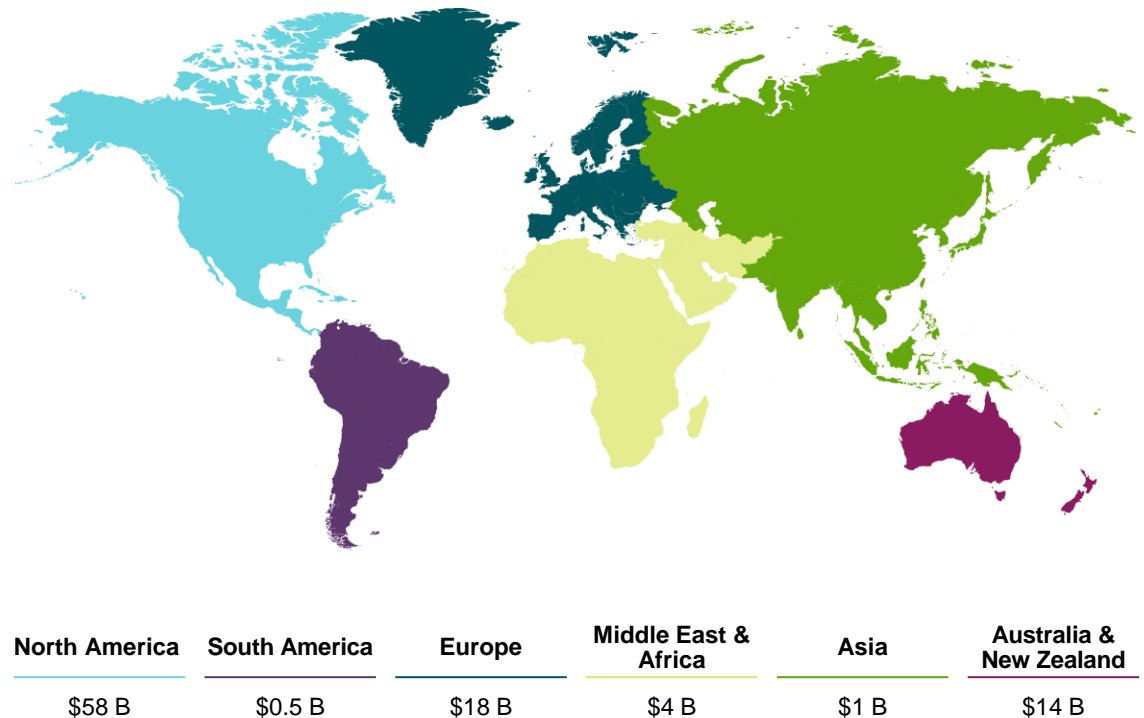 North America
South America
Europe
Middle East &
Africa
Asia
Australia &
New Zealand
$58 B
$0.5 B
$18 B
$4 B
$1 B
$14 B